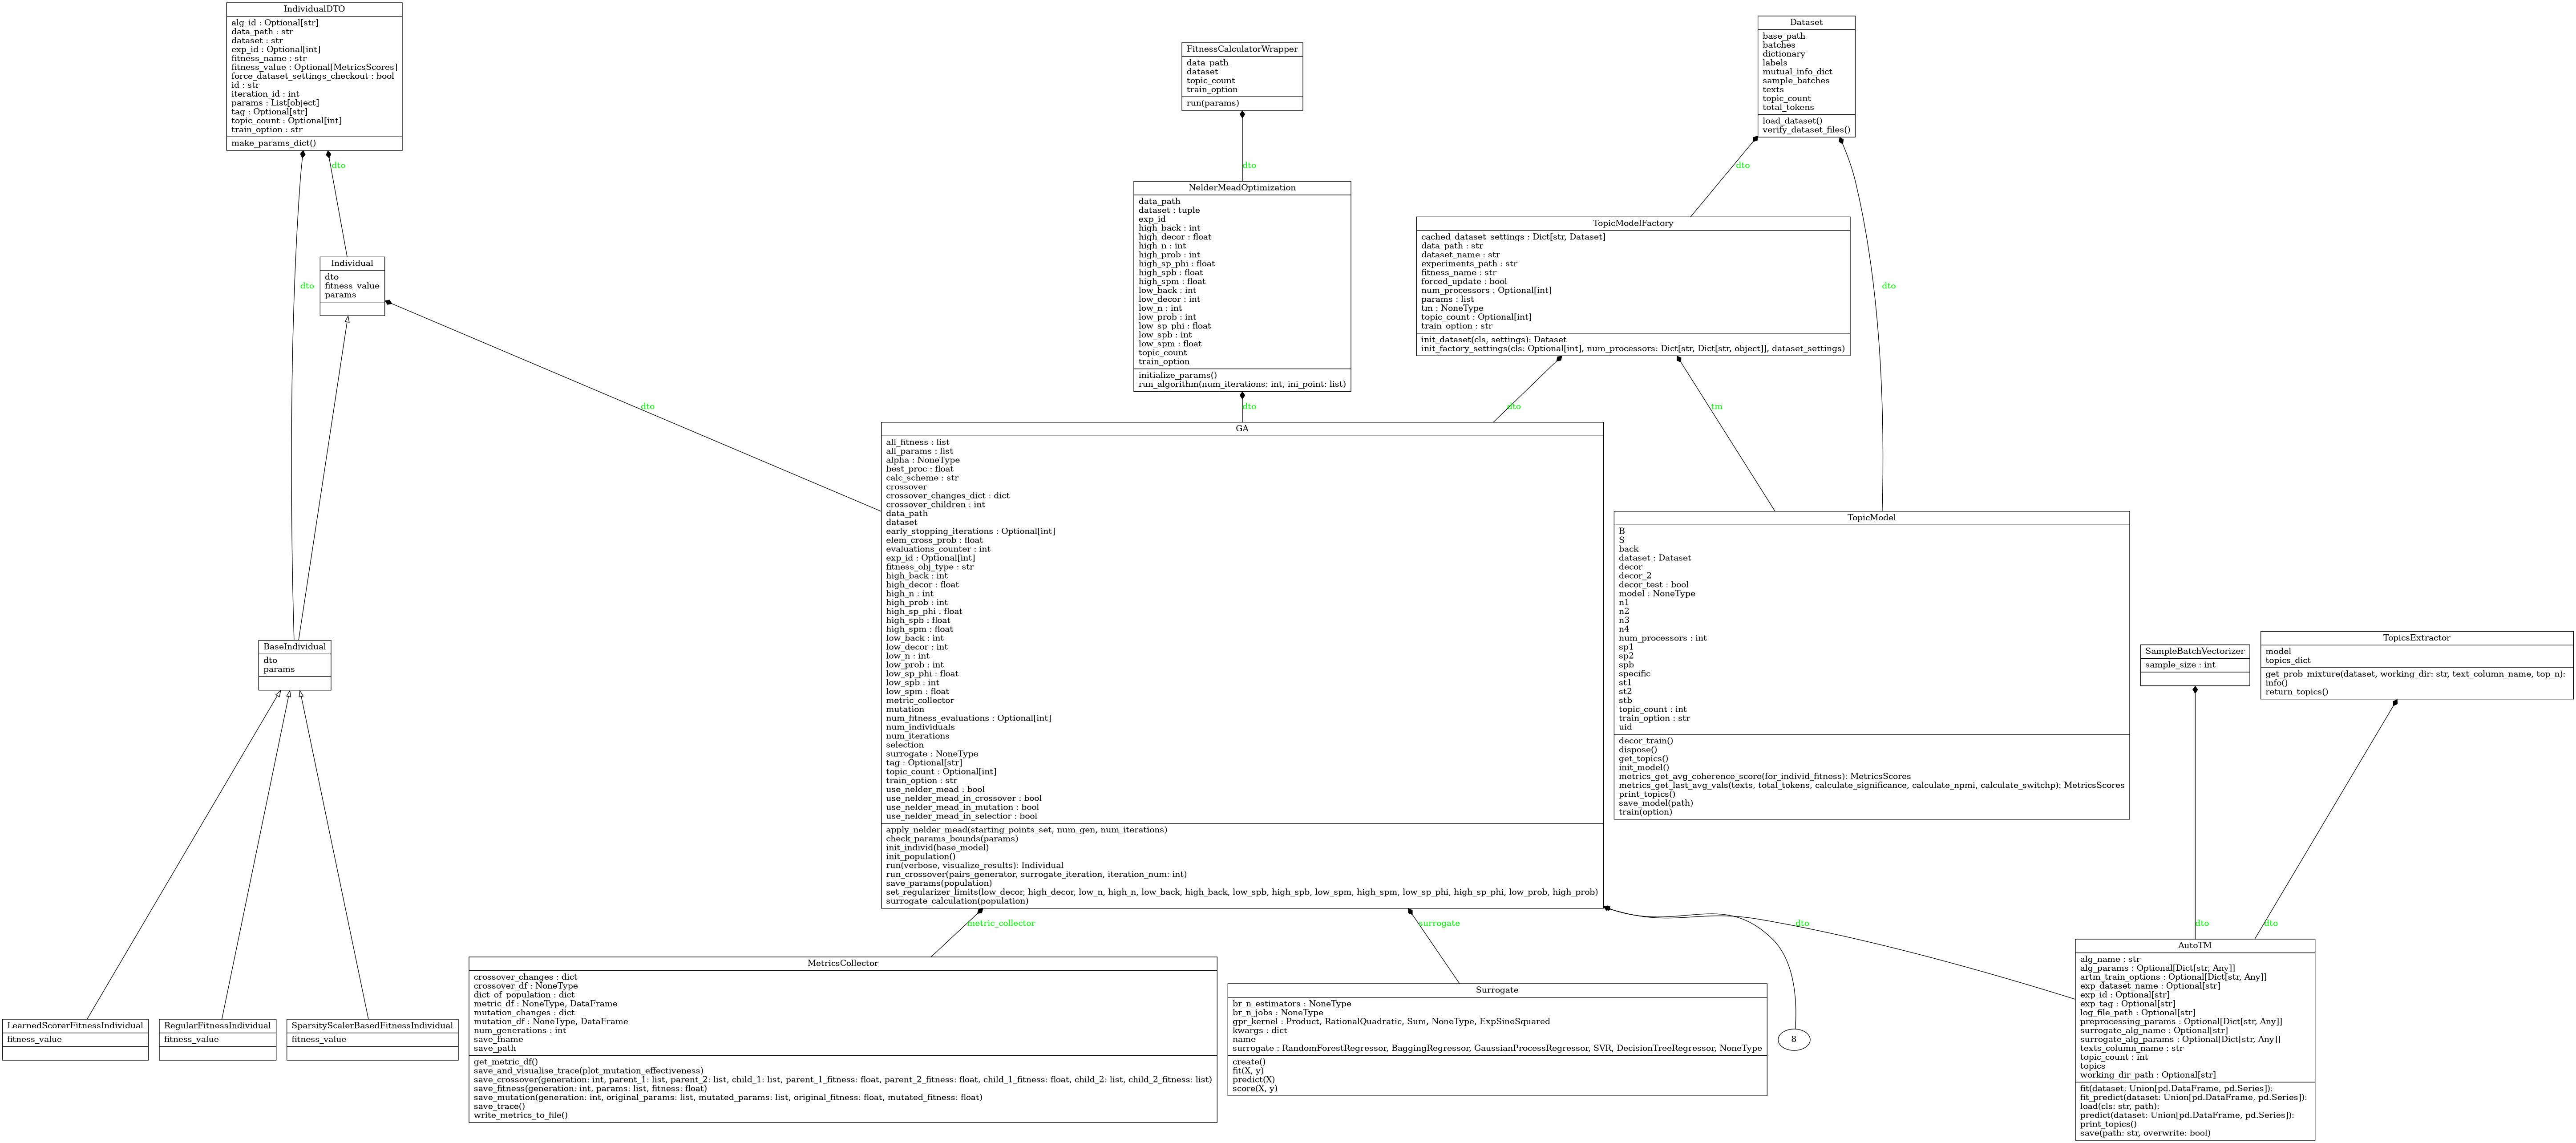 IndividualDTO
alg_id : Optional[str]
data_path : str
dataset : str
exp_id : Optional[int]
fitness_name : str
fitness_value : Optional[MetricsScores]
force_dataset_settings_checkout : bool
id : str
iteration_id : int
params : List[object]
tag : Optional[str]
topic_count : Optional[int]
train_option : str
make_params_dict()
FitnessCalculatorWrapper
data_path
dataset
topic_count
train_option
run(params)
Dataset
base_path
batches
dictionary
labels
mutual_info_dict
sample_batches
texts
topic_count
total_tokens
load_dataset()
verify_dataset_files()
dto
dto
dto
NelderMeadOptimization
data_path
dataset : tuple
exp_id
high_back : int
high_decor : float
high_n : int
high_prob : int
high_sp_phi : float
high_spb : float
high_spm : float
low_back : int
low_decor : int
low_n : int
low_prob : int
low_sp_phi : float
low_spb : int
low_spm : float
topic_count
train_option
initialize_params()
run_algorithm(num_iterations: int, ini_point: list)
TopicModelFactory
cached_dataset_settings : Dict[str, Dataset]
data_path : str
dataset_name : str
experiments_path : str
fitness_name : str
forced_update : bool
num_processors : Optional[int]
params : list
tm : NoneType
topic_count : Optional[int]
train_option : str
init_dataset(cls, settings): Dataset
init_factory_settings(cls: Optional[int], num_processors: Dict[str, Dict[str, object]], dataset_settings)
Individual
dto
fitness_value
params
dto
dto
dto
dto
dto
tm
GA
all_fitness : list
all_params : list
alpha : NoneType
best_proc : float
calc_scheme : str
crossover
crossover_changes_dict : dict
crossover_children : int
data_path
dataset
early_stopping_iterations : Optional[int]
elem_cross_prob : float
evaluations_counter : int
exp_id : Optional[int]
fitness_obj_type : str
high_back : int
high_decor : float
high_n : int
high_prob : int
high_sp_phi : float
high_spb : float
high_spm : float
low_back : int
low_decor : int
low_n : int
low_prob : int
low_sp_phi : float
low_spb : int
low_spm : float
metric_collector
mutation
num_fitness_evaluations : Optional[int]
num_individuals
num_iterations
selection
surrogate : NoneType
tag : Optional[str]
topic_count : Optional[int]
train_option : str
use_nelder_mead : bool
use_nelder_mead_in_crossover : bool
use_nelder_mead_in_mutation : bool
use_nelder_mead_in_selectior : bool
apply_nelder_mead(starting_points_set, num_gen, num_iterations)
check_params_bounds(params)
init_individ(base_model)
init_population()
run(verbose, visualize_results): Individual
run_crossover(pairs_generator, surrogate_iteration, iteration_num: int)
save_params(population)
set_regularizer_limits(low_decor, high_decor, low_n, high_n, low_back, high_back, low_spb, high_spb, low_spm, high_spm, low_sp_phi, high_sp_phi, low_prob, high_prob)
surrogate_calculation(population)
TopicModel
B
S
back
dataset : Dataset
decor
decor_2
decor_test : bool
model : NoneType
n1
n2
n3
n4
num_processors : int
sp1
sp2
spb
specific
st1
st2
stb
topic_count : int
train_option : str
uid
decor_train()
dispose()
get_topics()
init_model()
metrics_get_avg_coherence_score(for_individ_fitness): MetricsScores
metrics_get_last_avg_vals(texts, total_tokens, calculate_significance, calculate_npmi, calculate_switchp): MetricsScores
print_topics()
save_model(path)
train(option)
BaseIndividual
dto
params
SampleBatchVectorizer
sample_size : int
TopicsExtractor
model
topics_dict
get_prob_mixture(dataset, working_dir: str, text_column_name, top_n):
info()
return_topics()
metric_collector
surrogate
dto
dto
dto
LearnedScorerFitnessIndividual
fitness_value
RegularFitnessIndividual
fitness_value
SparsityScalerBasedFitnessIndividual
fitness_value
MetricsCollector
crossover_changes : dict
crossover_df : NoneType
dict_of_population : dict
metric_df : NoneType, DataFrame
mutation_changes : dict
mutation_df : NoneType, DataFrame
num_generations : int
save_fname
save_path
get_metric_df()
save_and_visualise_trace(plot_mutation_effectiveness)
save_crossover(generation: int, parent_1: list, parent_2: list, child_1: list, parent_1_fitness: float, parent_2_fitness: float, child_1_fitness: float, child_2: list, child_2_fitness: list)
save_fitness(generation: int, params: list, fitness: float)
save_mutation(generation: int, original_params: list, mutated_params: list, original_fitness: float, mutated_fitness: float)
save_trace()
write_metrics_to_file()
Surrogate
br_n_estimators : NoneType
br_n_jobs : NoneType
gpr_kernel : Product, RationalQuadratic, Sum, NoneType, ExpSineSquared
kwargs : dict
name
surrogate : RandomForestRegressor, BaggingRegressor, GaussianProcessRegressor, SVR, DecisionTreeRegressor, NoneType
create()
fit(X, y)
predict(X)
score(X, y)
8
AutoTM
alg_name : str
alg_params : Optional[Dict[str, Any]]
artm_train_options : Optional[Dict[str, Any]]
exp_dataset_name : Optional[str]
exp_id : Optional[str]
exp_tag : Optional[str]
log_file_path : Optional[str]
preprocessing_params : Optional[Dict[str, Any]]
surrogate_alg_name : Optional[str]
surrogate_alg_params : Optional[Dict[str, Any]]
texts_column_name : str
topic_count : int
topics
working_dir_path : Optional[str]
fit(dataset: Union[pd.DataFrame, pd.Series]):
fit_predict(dataset: Union[pd.DataFrame, pd.Series]):
load(cls: str, path):
predict(dataset: Union[pd.DataFrame, pd.Series]):
print_topics()
save(path: str, overwrite: bool)